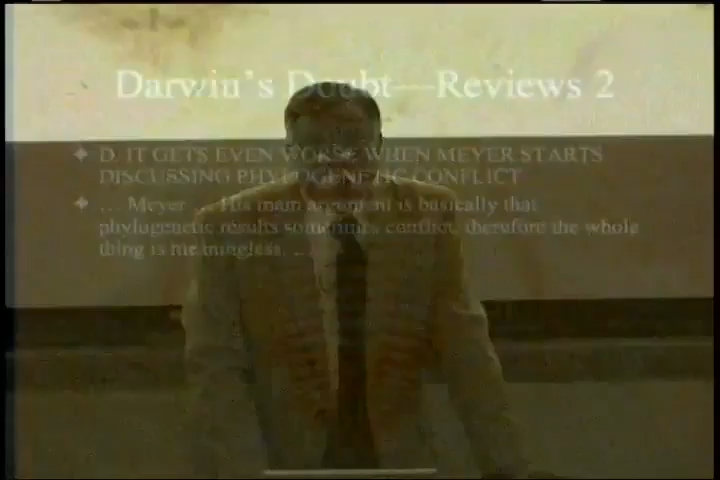 Darwin's Doubt—Reviews 2
D. IT GETS EVEN WORSE WHEN MEYER STARTS
DISCUSSING PHYLOGENETIC CONFLICT
... Meyer ... His main argument is basically that
phylogenetic results sometimes conflict, therefore the whole
thing is meaningless. ..